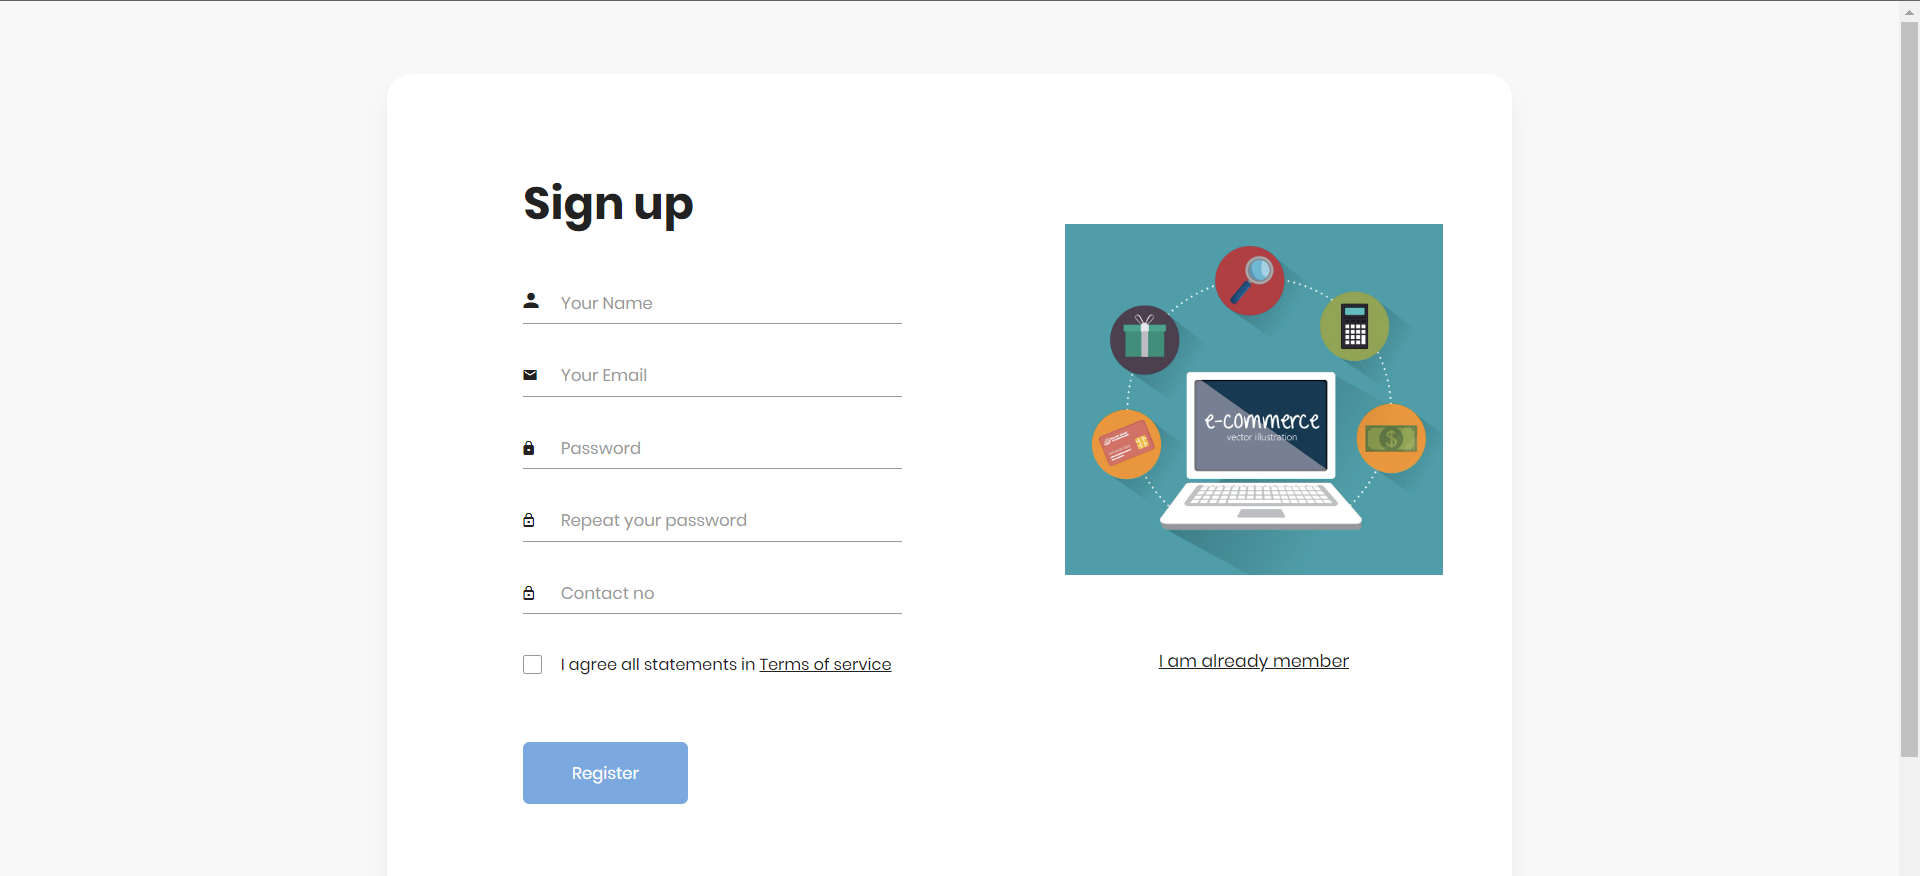 Sign up
Your Name
Your Email
Password
Repeat your password
Contact no
I agree all statements in Terms of service
Register
e-commerce
vector illustration
I am already member